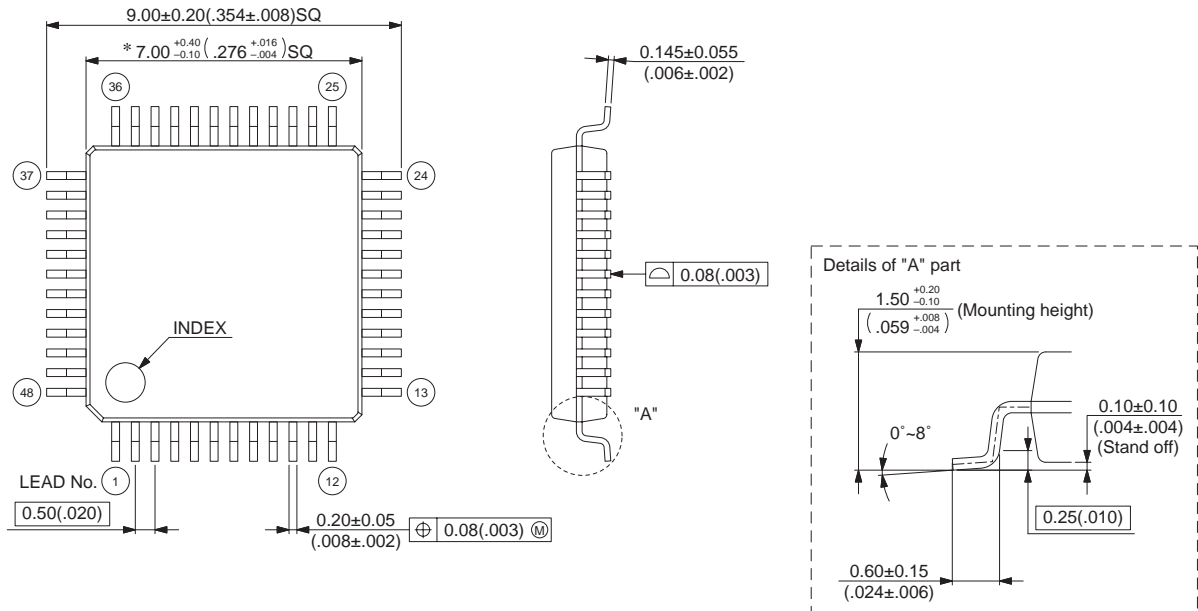 9.00±0.20(.354±.008)SQ
* 7.00 +0.40 −0.10 ( .276 +.016 −.004 )SQ
0.145±0.055
(.006±.002)
36
25
37
24
0.08(.003)
INDEX
48
13
"A"
LEAD No.
1
12
0.50(.020)
0.20±0.05
(.008±.002)
⌖ 0.08(.003) Ⓜ
Details of "A" part
1.50 +0.20 −0.10
( .059 +.008 −.004 )
(Mounting height)
0.10±0.10
(.004±.004)
(Stand off)
0˚~8˚
0.25(.010)
0.60±0.15
(.024±.006)